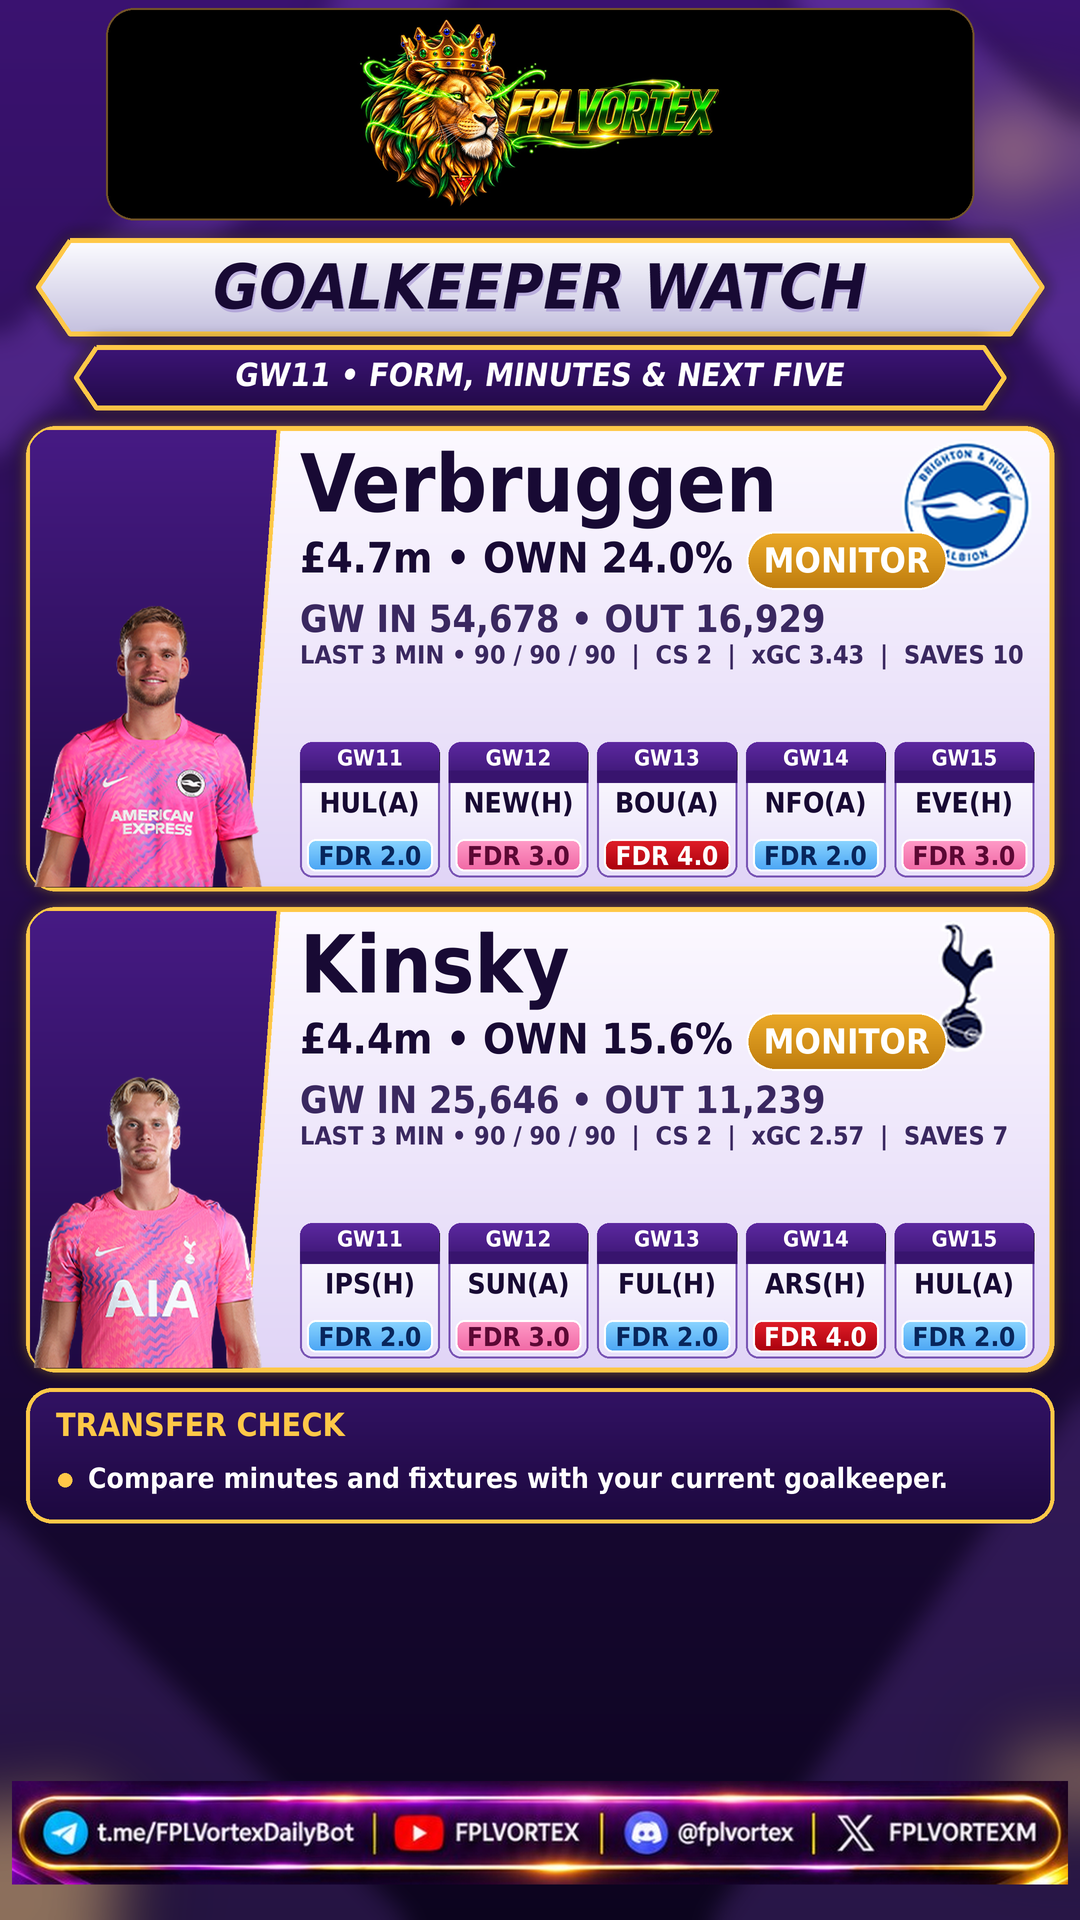 FPLVORTEX
GOALKEEPER WATCH
GW11 • FORM, MINUTES & NEXT FIVE
Verbruggen
BRIGHTON & HOVE ALBION
£4.7m • OWN 24.0% MONITOR
GW IN 54,678 • OUT 16,929
LAST 3 MIN • 90 / 90 / 90 | CS 2 | xGC 3.43 | SAVES 10
AMERICAN
EXPRESS
GW11 GW12 GW13 GW14 GW15
HUL(A) NEW(H) BOU(A) NFO(A) EVE(H)
FDR 2.0 FDR 3.0 FDR 4.0 FDR 2.0 FDR 3.0
Kinsky
£4.4m • OWN 15.6% MONITOR
GW IN 25,646 • OUT 11,239
LAST 3 MIN • 90 / 90 / 90 | CS 2 | xGC 2.57 | SAVES 7
AIA
GW11 GW12 GW13 GW14 GW15
IPS(H) SUN(A) FUL(H) ARS(H) HUL(A)
FDR 2.0 FDR 3.0 FDR 2.0 FDR 4.0 FDR 2.0
TRANSFER CHECK
• Compare minutes and fixtures with your current goalkeeper.
t.me/FPLVortexDailyBot | FPLVORTEX | @fplvortex | FPLVORTEXM